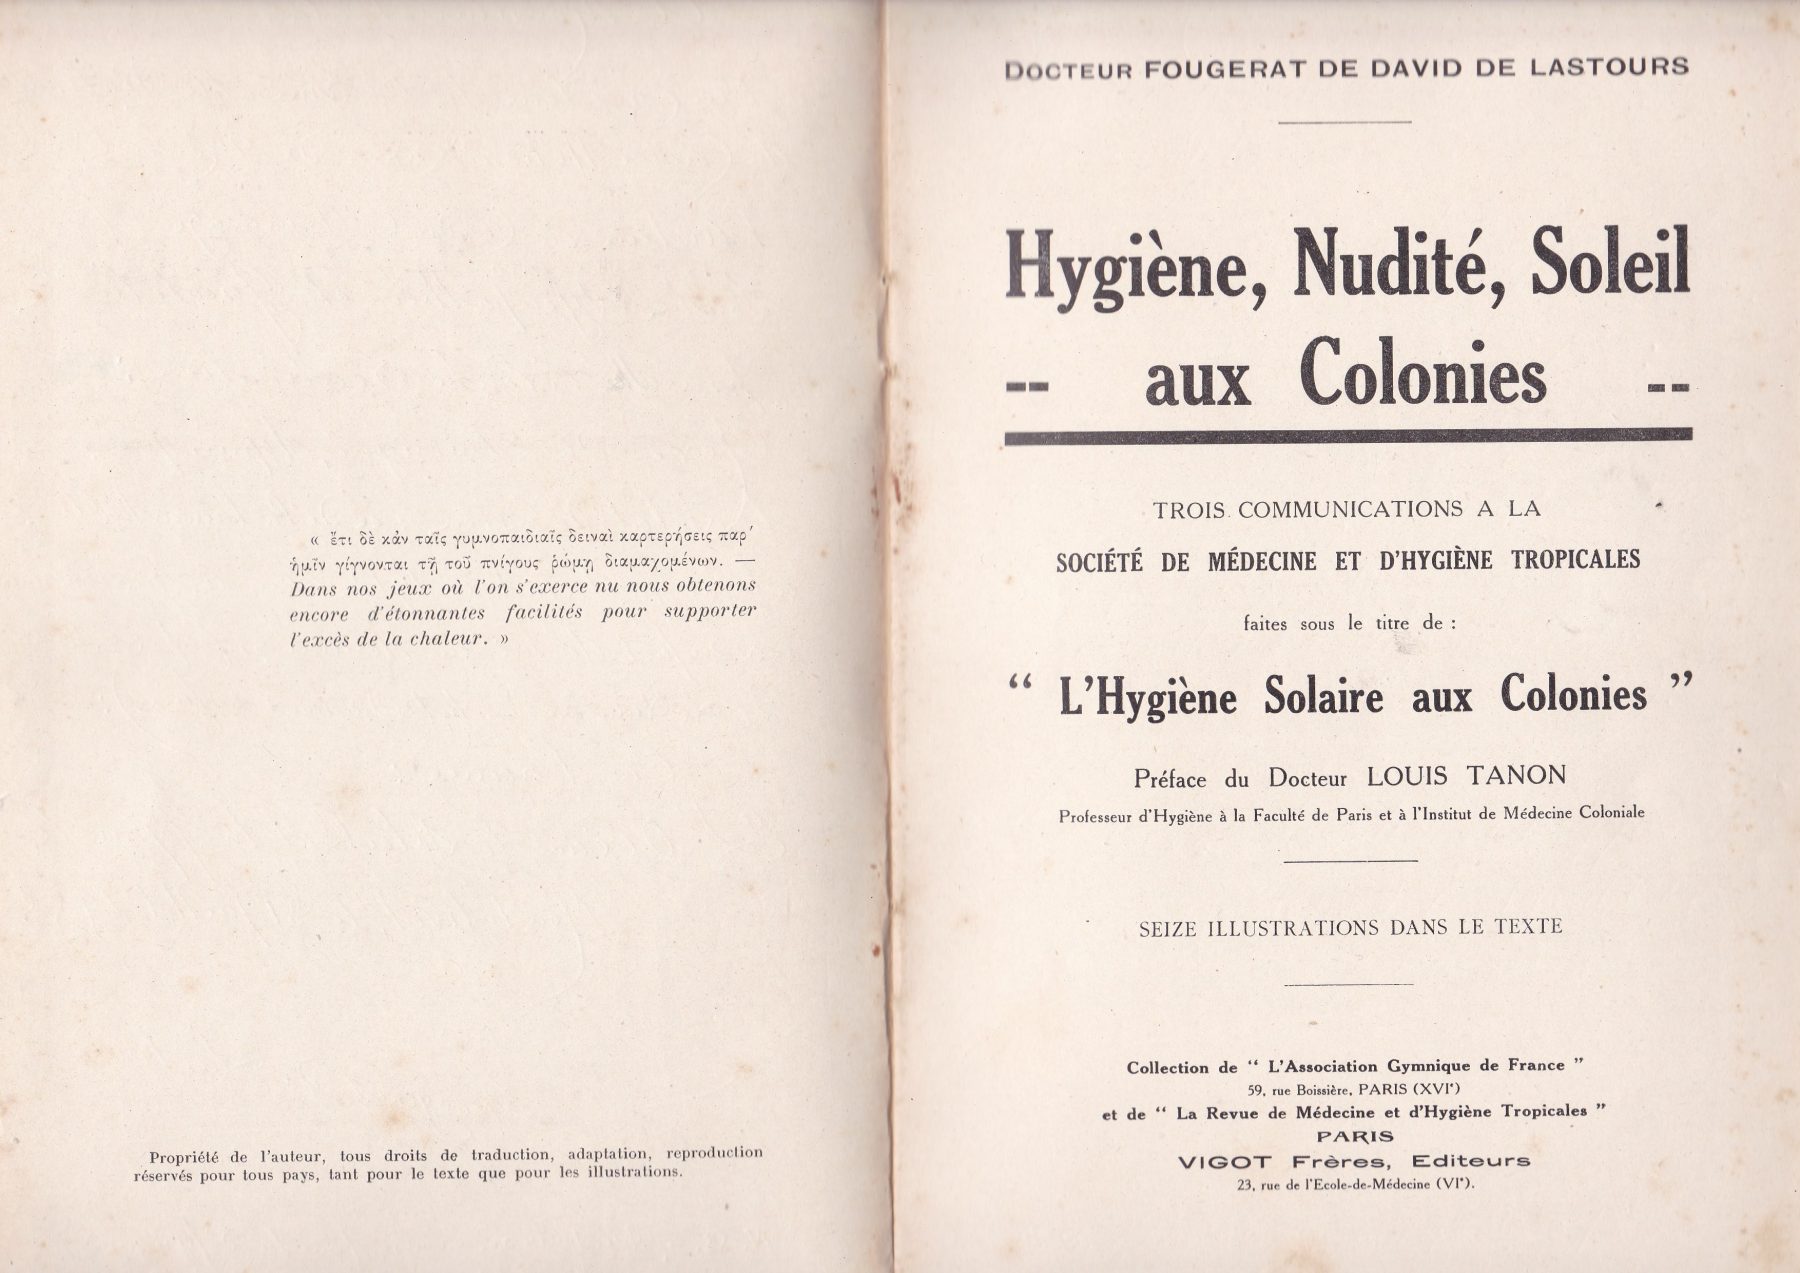 « ἔτι δὲ κἀν ταῖς γυμνοπαιδιαῖς δειναὶ καρτερήσεις παρ’
ἡμῖν γίγνονται τῇ τοῦ πνίγους ῥώμῃ διαμαχομένων. —
Dans nos jeux où l'on s'exerce nu nous obtenons
encore d'étonnantes facilités pour supporter
l'excès de la chaleur. »
Propriété de l'auteur, tous droits de traduction, adaptation, reproduction
réservés pour tous pays, tant pour le texte que pour les illustrations.
DOCTEUR FOUGERAT DE DAVID DE LASTOURS
Hygiène, Nudité, Soleil
-- aux Colonies --
TROIS COMMUNICATIONS A LA
SOCIÉTÉ DE MÉDECINE ET D'HYGIÈNE TROPICALES
faites sous le titre de :
“ L'Hygiène Solaire aux Colonies ”
Préface du Docteur LOUIS TANON
Professeur d'Hygiène à la Faculté de Paris et à l'Institut de Médecine Coloniale
SEIZE ILLUSTRATIONS DANS LE TEXTE
Collection de “ L'Association Gymnique de France ”
59, rue Boissière, PARIS (XVIᵉ)
et de “ La Revue de Médecine et d'Hygiène Tropicales ”
PARIS
VIGOT Frères, Editeurs
23, rue de l'Ecole-de-Médecine (VIᵉ).